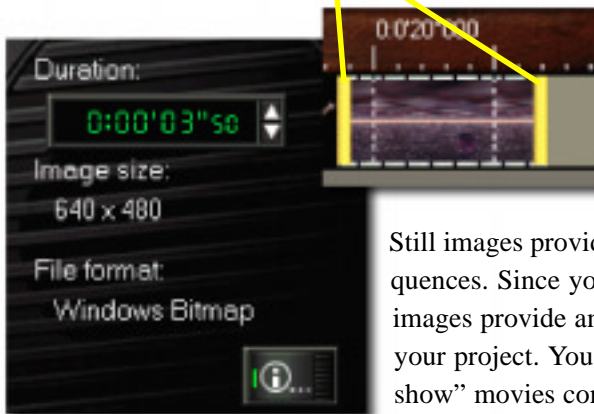 0:0'20"000
Duration:
0:00'03"50
Image size:
640 x 480
File format:
Windows Bitmap
Still images provid
quences. Since yo
images provide an
your project. You
show” movies con